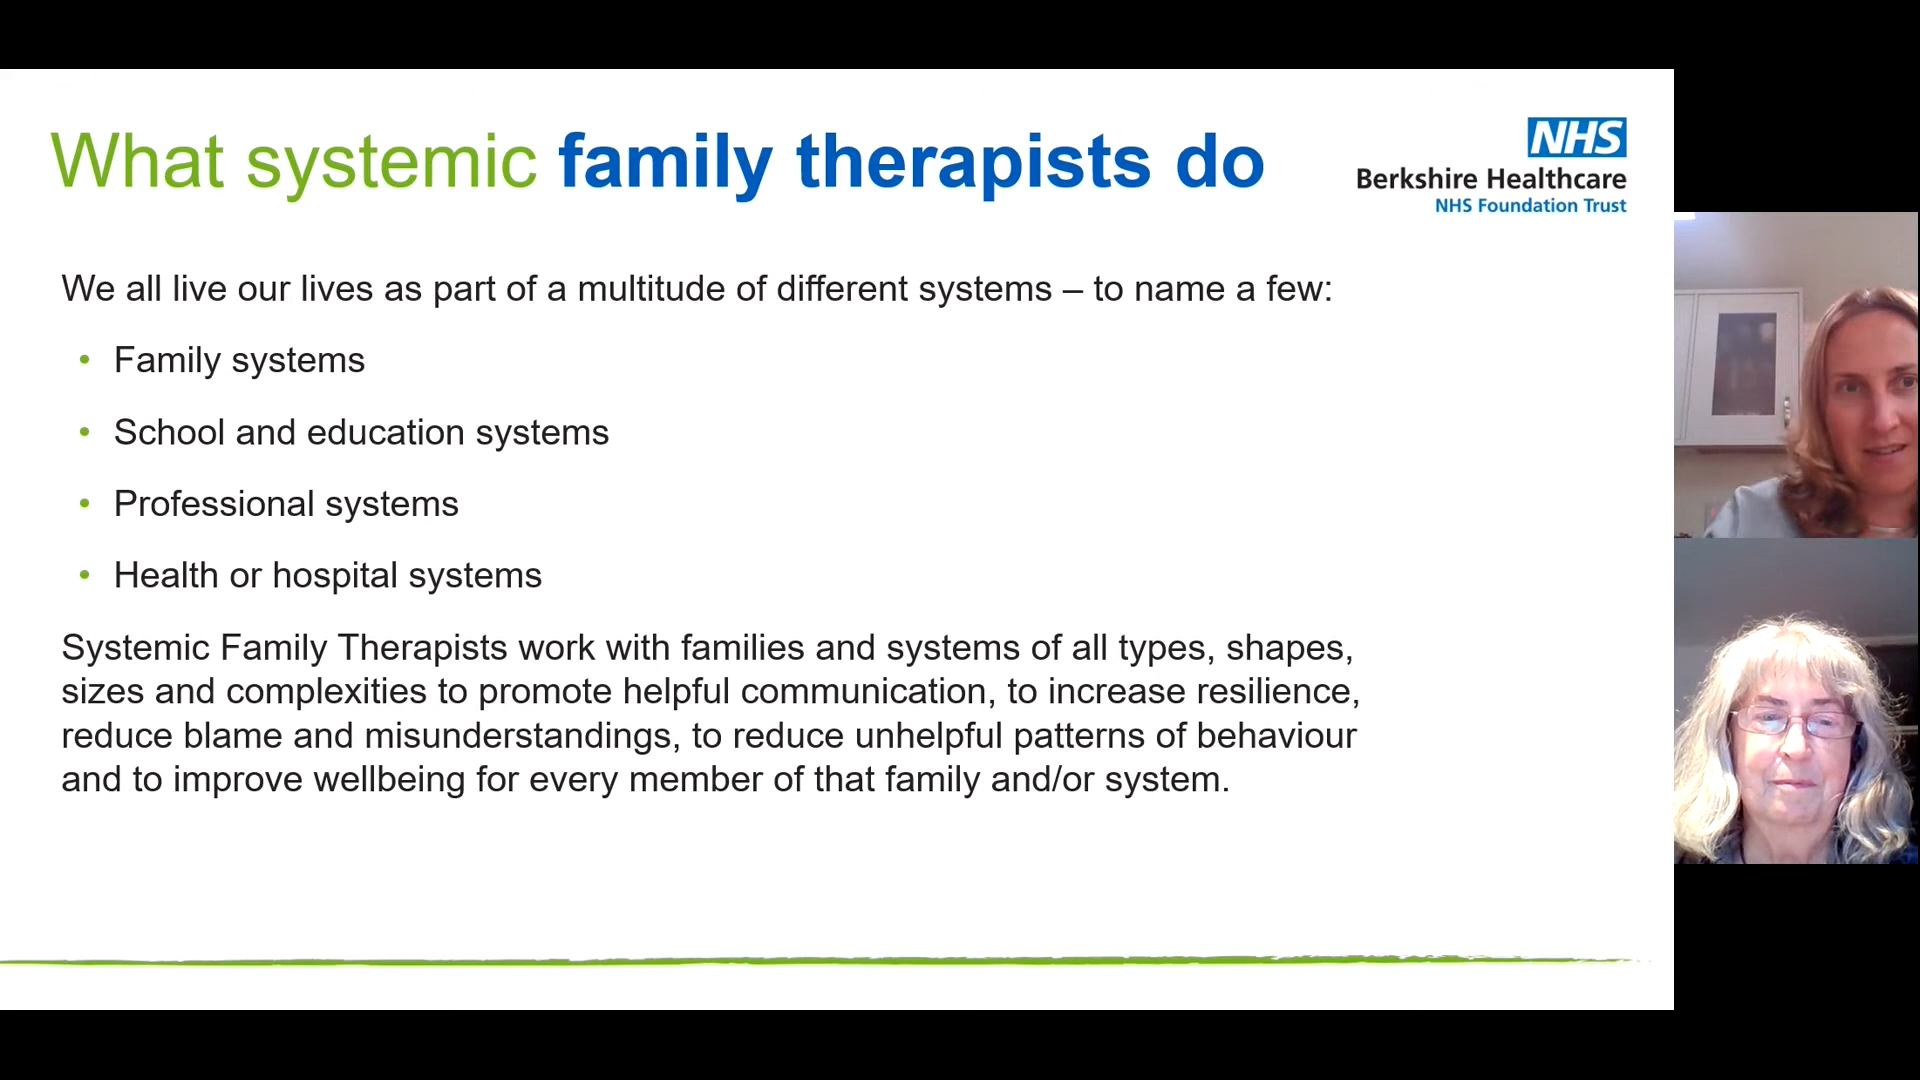 What systemic family therapists do
NHS
Berkshire Healthcare
NHS Foundation Trust
We all live our lives as part of a multitude of different systems – to name a few:
• Family systems
• School and education systems
• Professional systems
• Health or hospital systems
Systemic Family Therapists work with families and systems of all types, shapes,
sizes and complexities to promote helpful communication, to increase resilience,
reduce blame and misunderstandings, to reduce unhelpful patterns of behaviour
and to improve wellbeing for every member of that family and/or system.